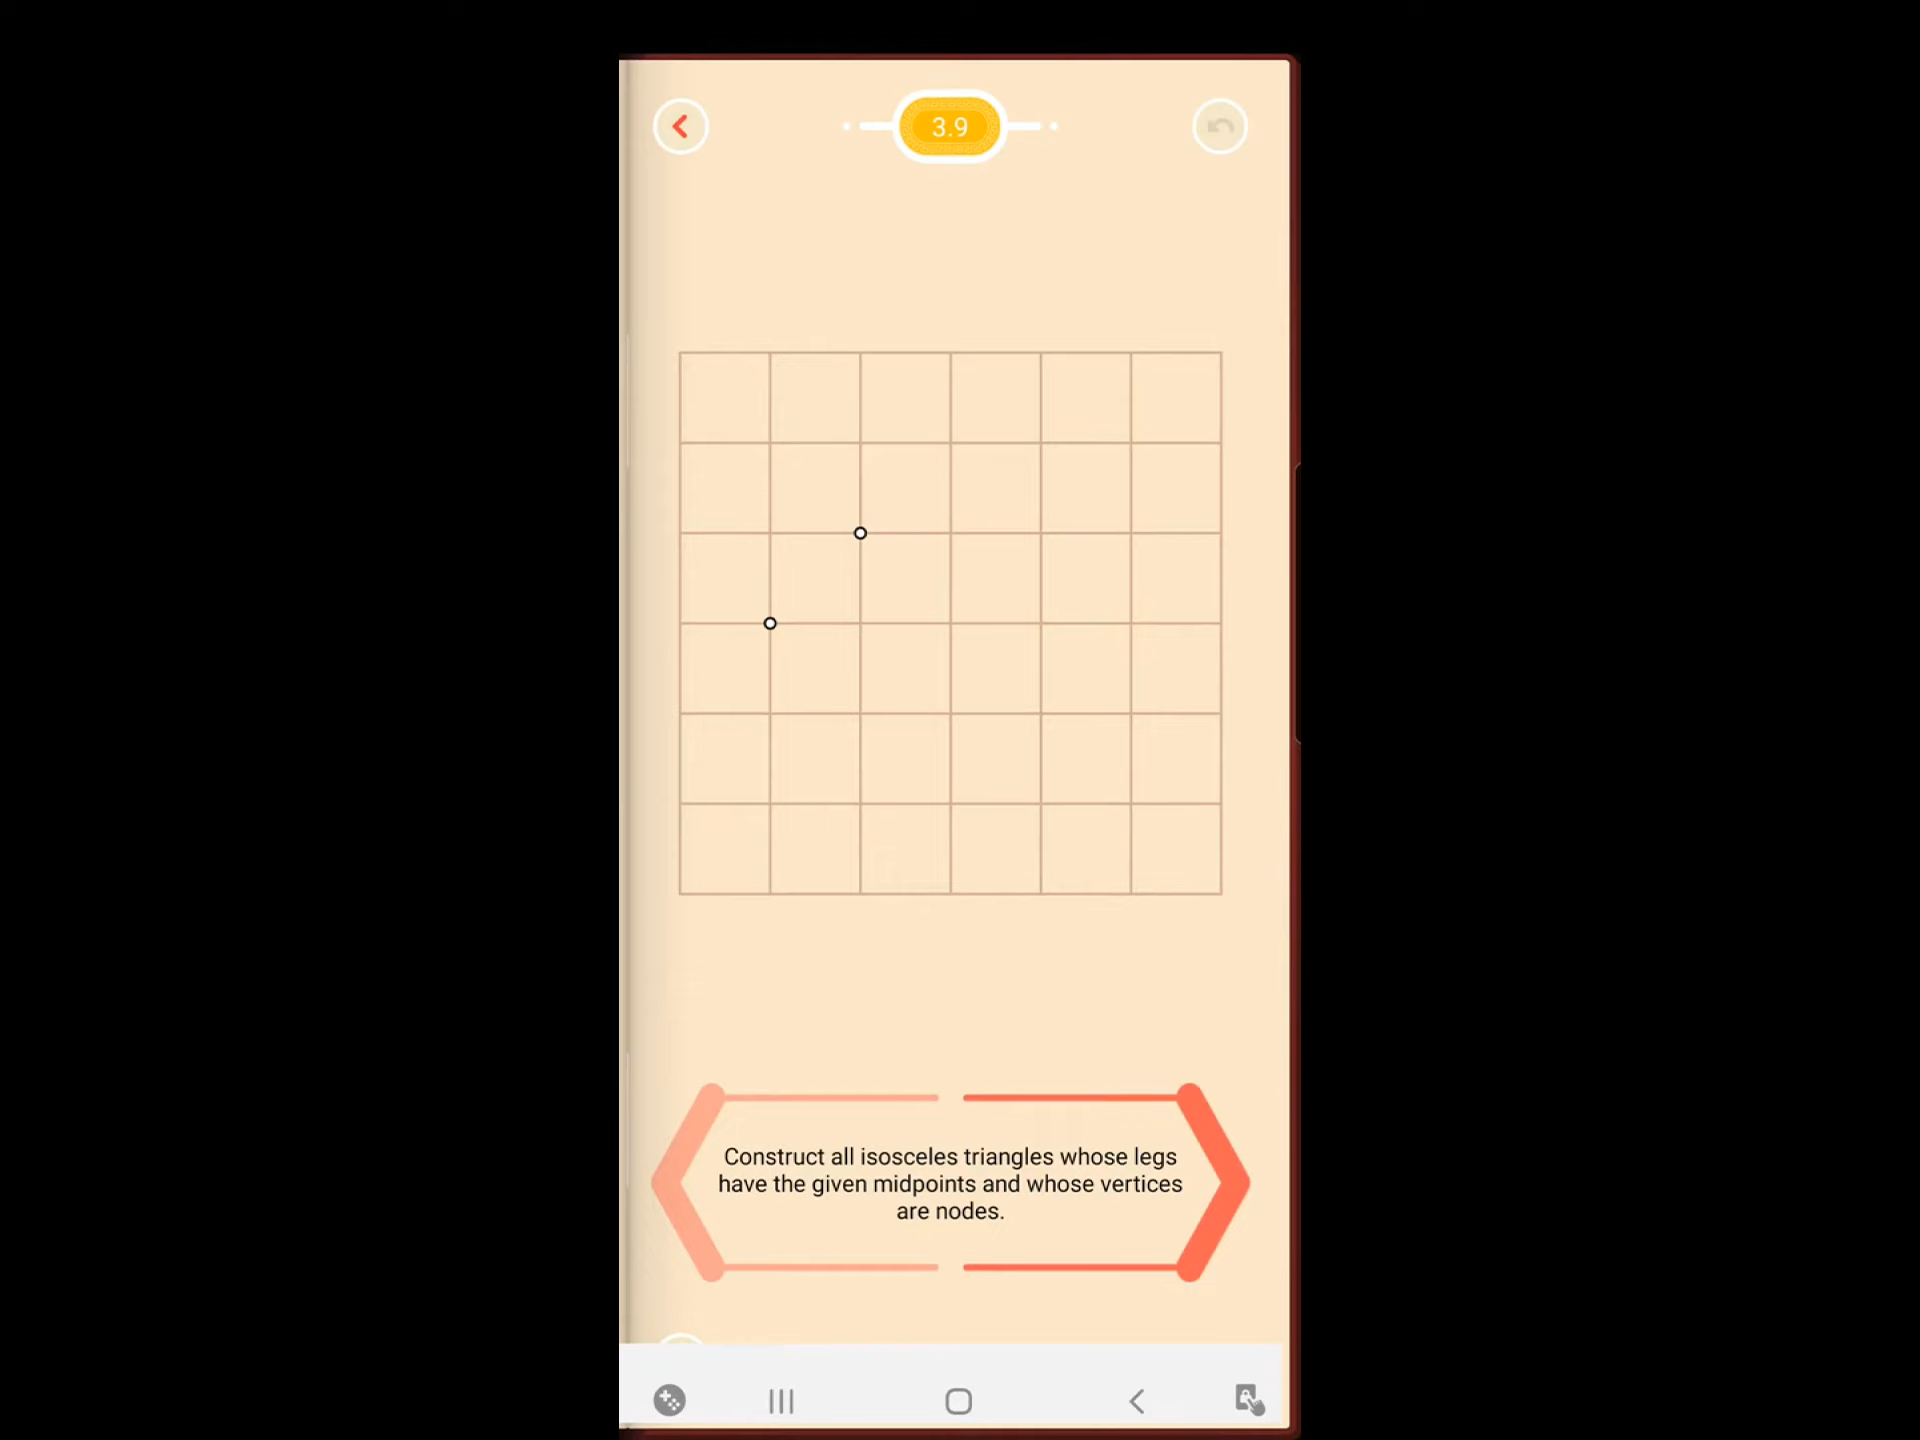 3.9
Construct all isosceles triangles whose legs
have the given midpoints and whose vertices
are nodes.